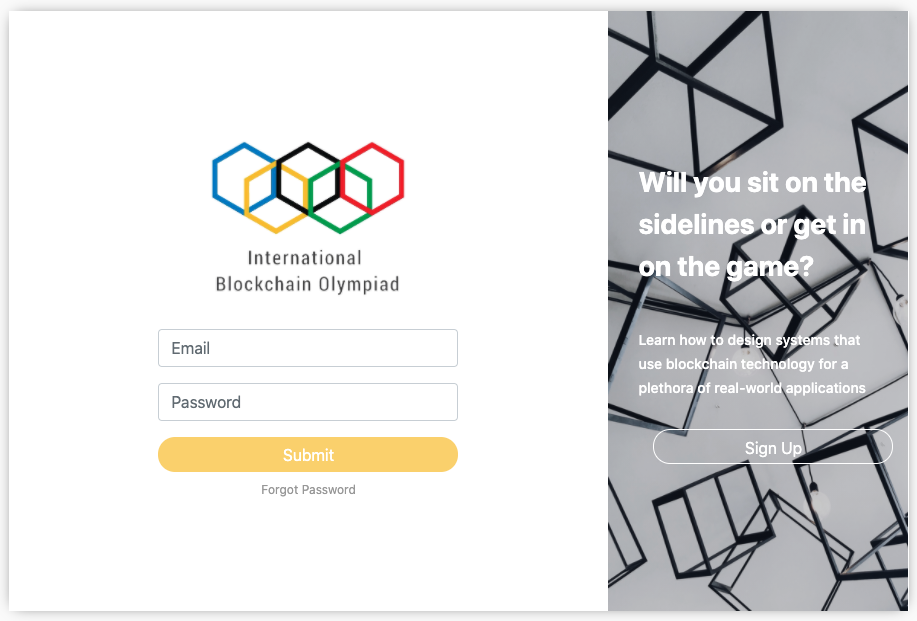 International
Blockchain Olympiad
Email
Password
Submit
Forgot Password
Will you sit on the
sidelines or get in
on the game?
Learn how to design systems that
use blockchain technology for a
plethora of real-world applications
Sign Up